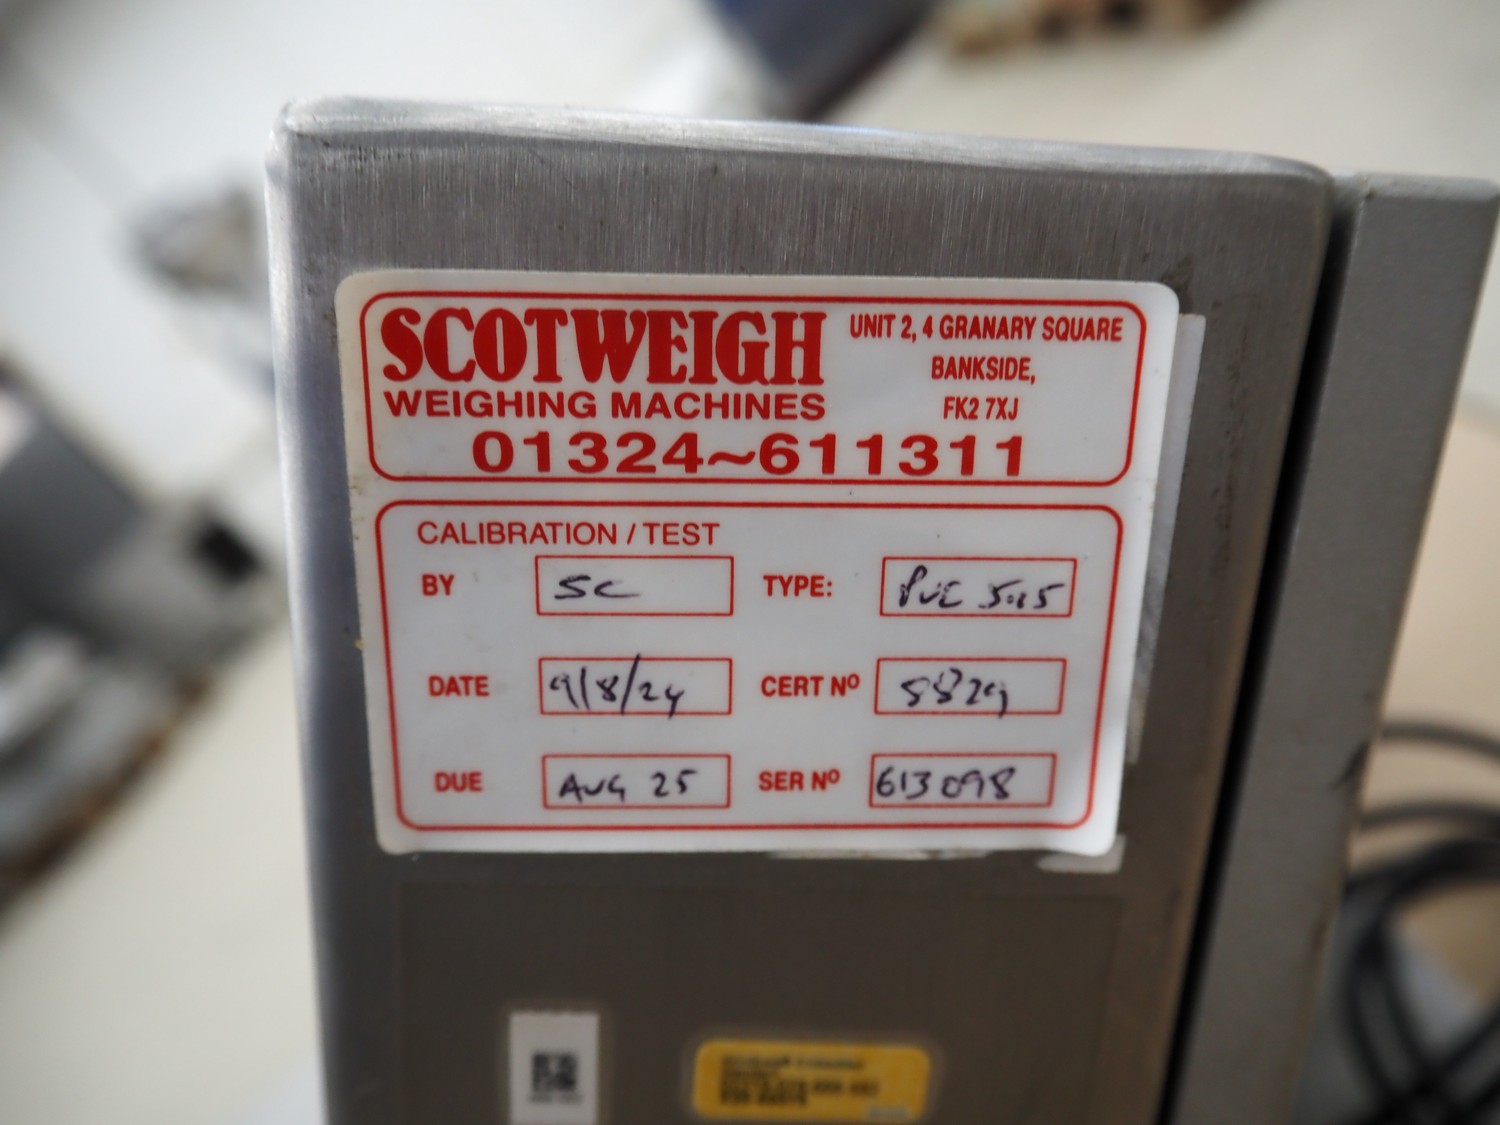 SCOTWEIGH
WEIGHING MACHINES
UNIT 2, 4 GRANARY SQUARE
BANKSIDE,
FK2 7XJ
01324~611311
CALIBRATION / TEST
BY SC TYPE:
DATE 9/8/24 CERT Nº 8829
DUE AUG 25 SER Nº 613098